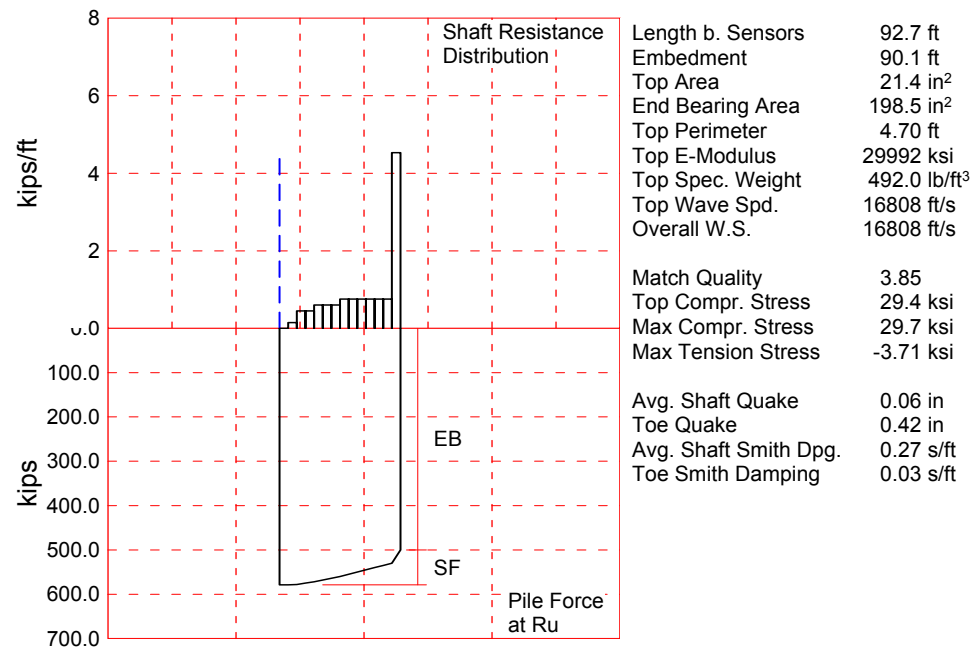 8
6
4
2
0.0
100.0
200.0
300.0
400.0
500.0
600.0
700.0
kips/ft
kips
Shaft Resistance
Distribution
EB
SF
Pile Force
at Ru
Length b. Sensors 92.7 ft
Embedment 90.1 ft
Top Area 21.4 in²
End Bearing Area 198.5 in²
Top Perimeter 4.70 ft
Top E-Modulus 29992 ksi
Top Spec. Weight 492.0 lb/ft³
Top Wave Spd. 16808 ft/s
Overall W.S. 16808 ft/s
Match Quality 3.85
Top Compr. Stress 29.4 ksi
Max Compr. Stress 29.7 ksi
Max Tension Stress -3.71 ksi
Avg. Shaft Quake 0.06 in
Toe Quake 0.42 in
Avg. Shaft Smith Dpg. 0.27 s/ft
Toe Smith Damping 0.03 s/ft